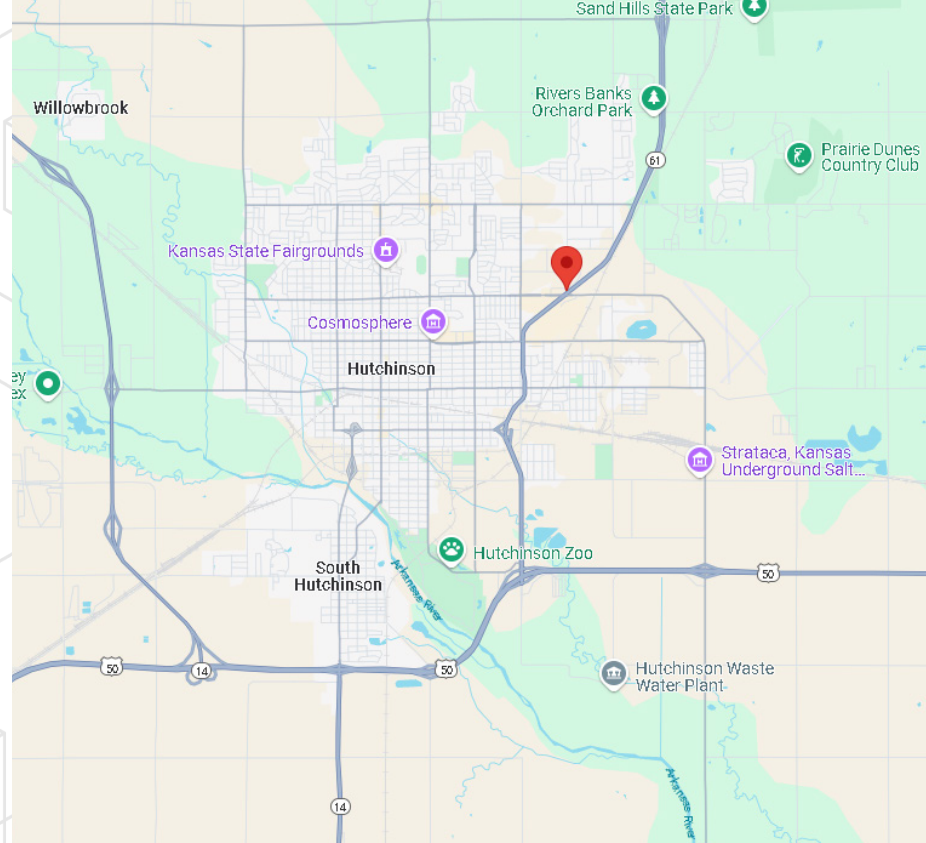 Sand Hills State Park
Willowbrook
Rivers Banks
Orchard Park
Prairie Dunes
Country Club
61
Kansas State Fairgrounds
Cosmosphere
Hutchinson
ey
ex
Strataca, Kansas
Underground Salt...
Hutchinson Zoo
South
Hutchinson
Arkansas River
50
50
14
50
Hutchinson Waste
Water Plant
Arkansas River
14